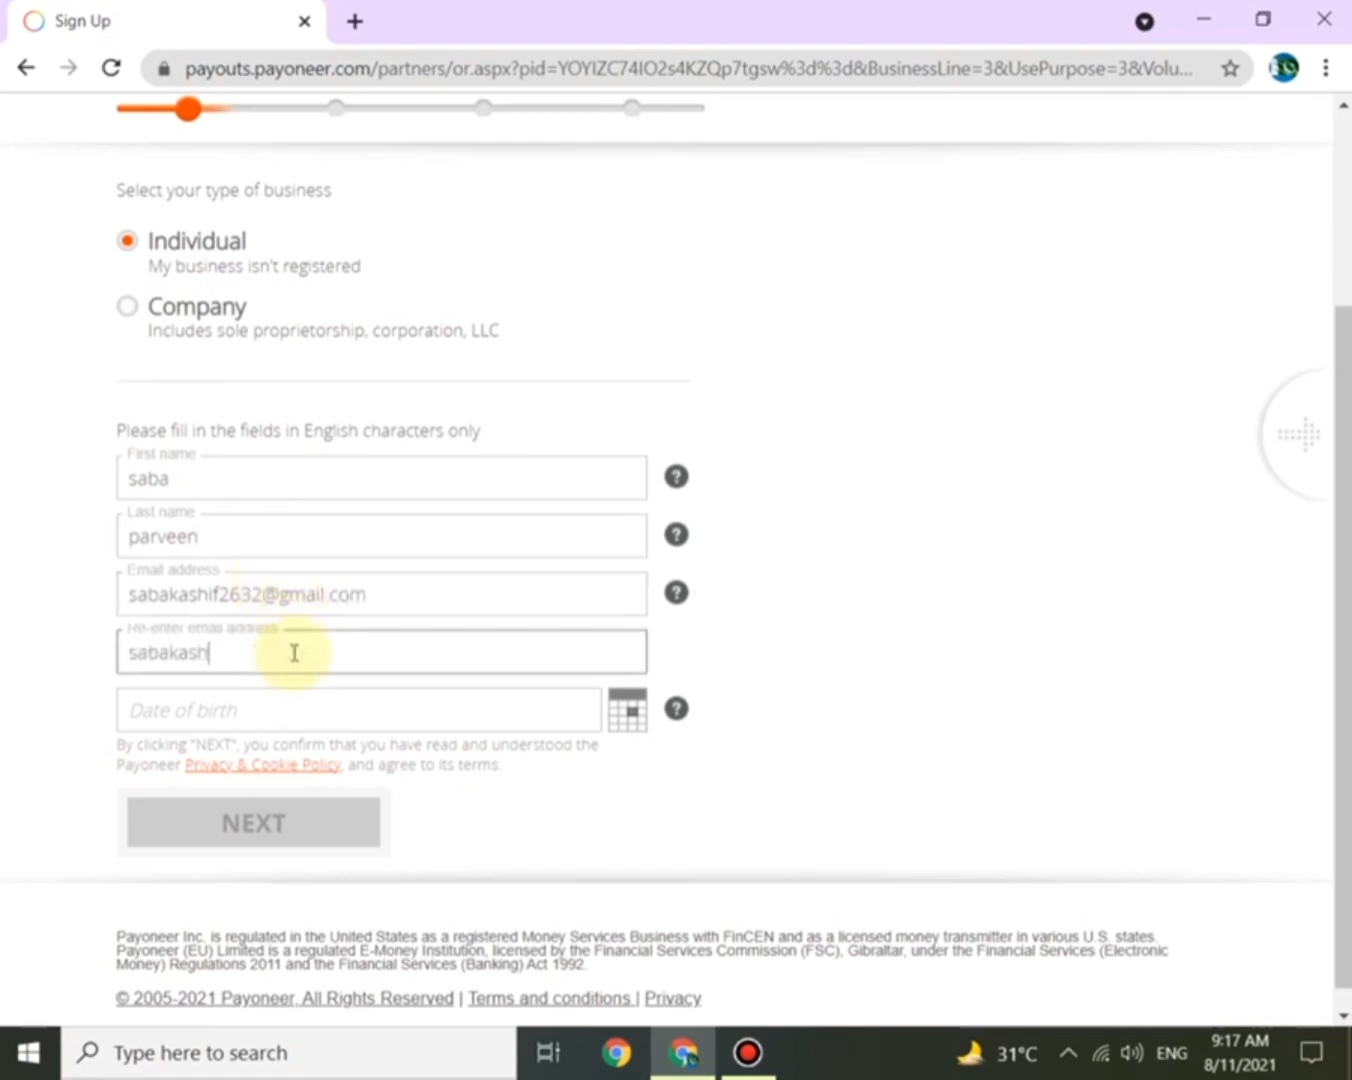 Sign Up
payouts.payoneer.com/partners/or.aspx?pid=YOYIZC74IO2s4KZQp7tgsw%3d%3d&BusinessLine=3&UsePurpose=3&Volu...
Select your type of business
Individual
My business isn't registered
Company
Includes sole proprietorship, corporation, LLC
Please fill in the fields in English characters only
First name
saba
Last name
parveen
Email address
sabakashif2632@gmail.com
Re-enter email address
sabakash
Date of birth
By clicking "NEXT", you confirm that you have read and understood the
Payoneer Privacy & Cookie Policy, and agree to its terms.
NEXT
Payoneer Inc. is regulated in the United States as a registered Money Services Business with FinCEN and as a licensed money transmitter in various U.S. states.
Payoneer (EU) Limited is a regulated E-Money Institution, licensed by the Financial Services Commission (FSC), Gibraltar, under the Financial Services (Electronic
Money) Regulations 2011 and the Financial Services (Banking) Act 1992.
© 2005-2021 Payoneer, All Rights Reserved | Terms and conditions | Privacy
Type here to search
31°C
ENG
9:17 AM
8/11/2021